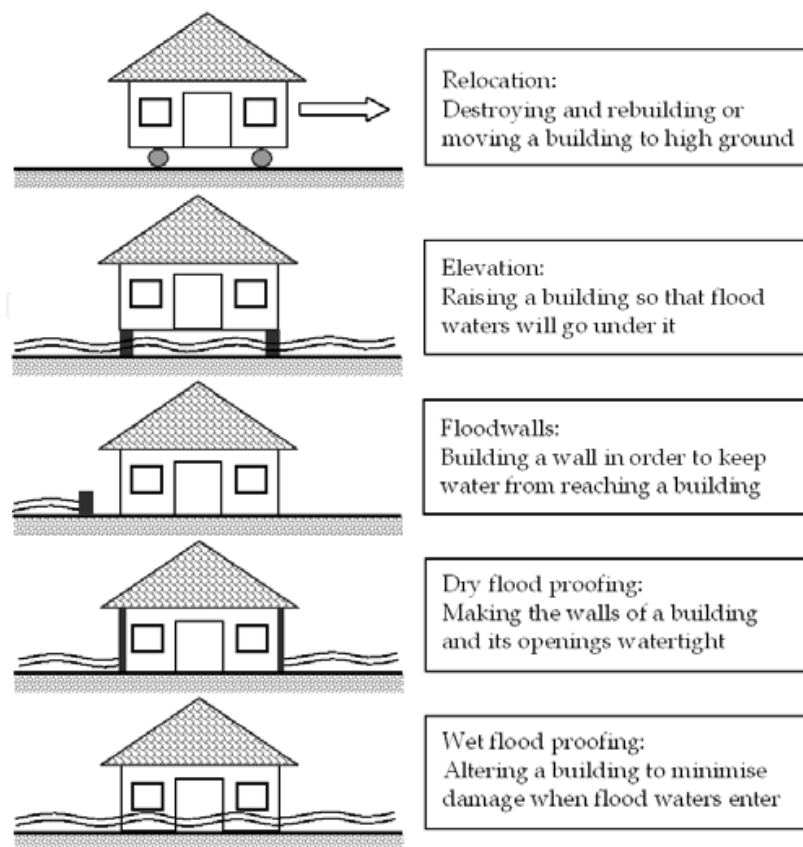 Relocation:
Destroying and rebuilding or
moving a building to high ground
Elevation:
Raising a building so that flood
waters will go under it
Floodwalls:
Building a wall in order to keep
water from reaching a building
Dry flood proofing:
Making the walls of a building
and its openings watertight
Wet flood proofing:
Altering a building to minimise
damage when flood waters enter